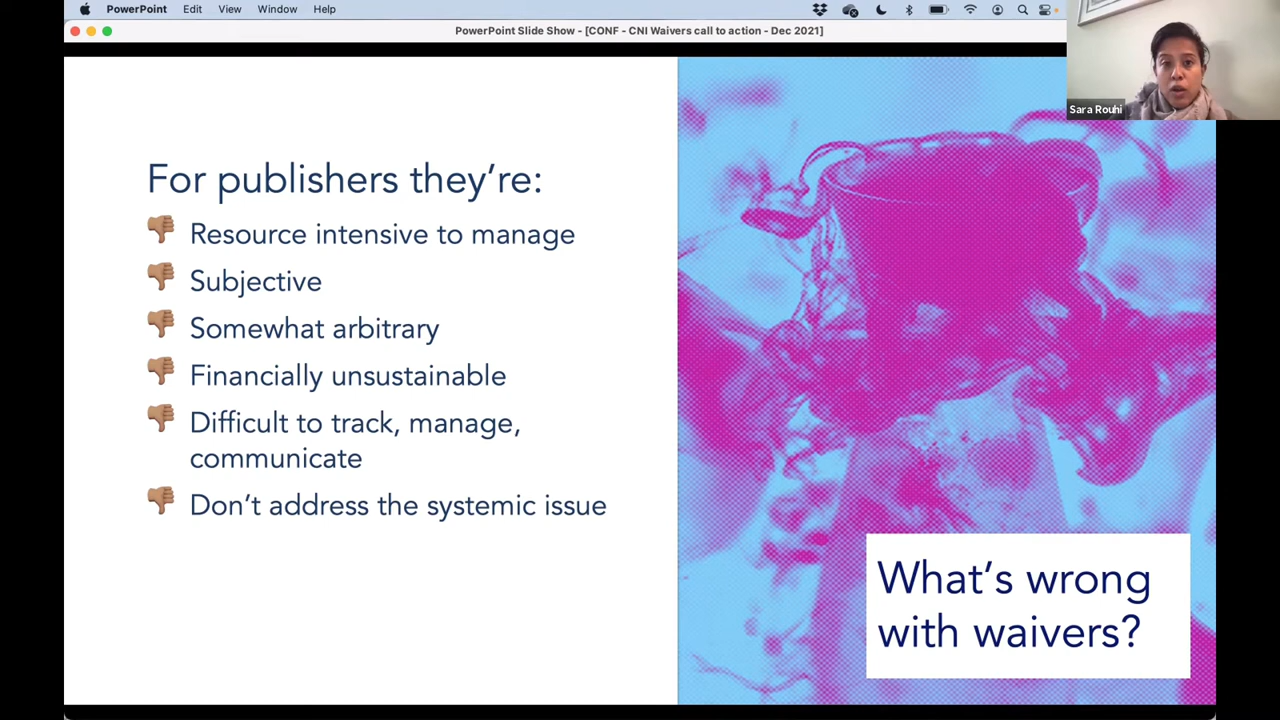 PowerPoint Edit View Window Help
PowerPoint Slide Show - [CONF - CNI Waivers call to action - Dec 2021]
Sara Rouhi
For publishers they’re:
Resource intensive to manage
Subjective
Somewhat arbitrary
Financially unsustainable
Difficult to track, manage,
communicate
Don’t address the systemic issue
What’s wrong
with waivers?